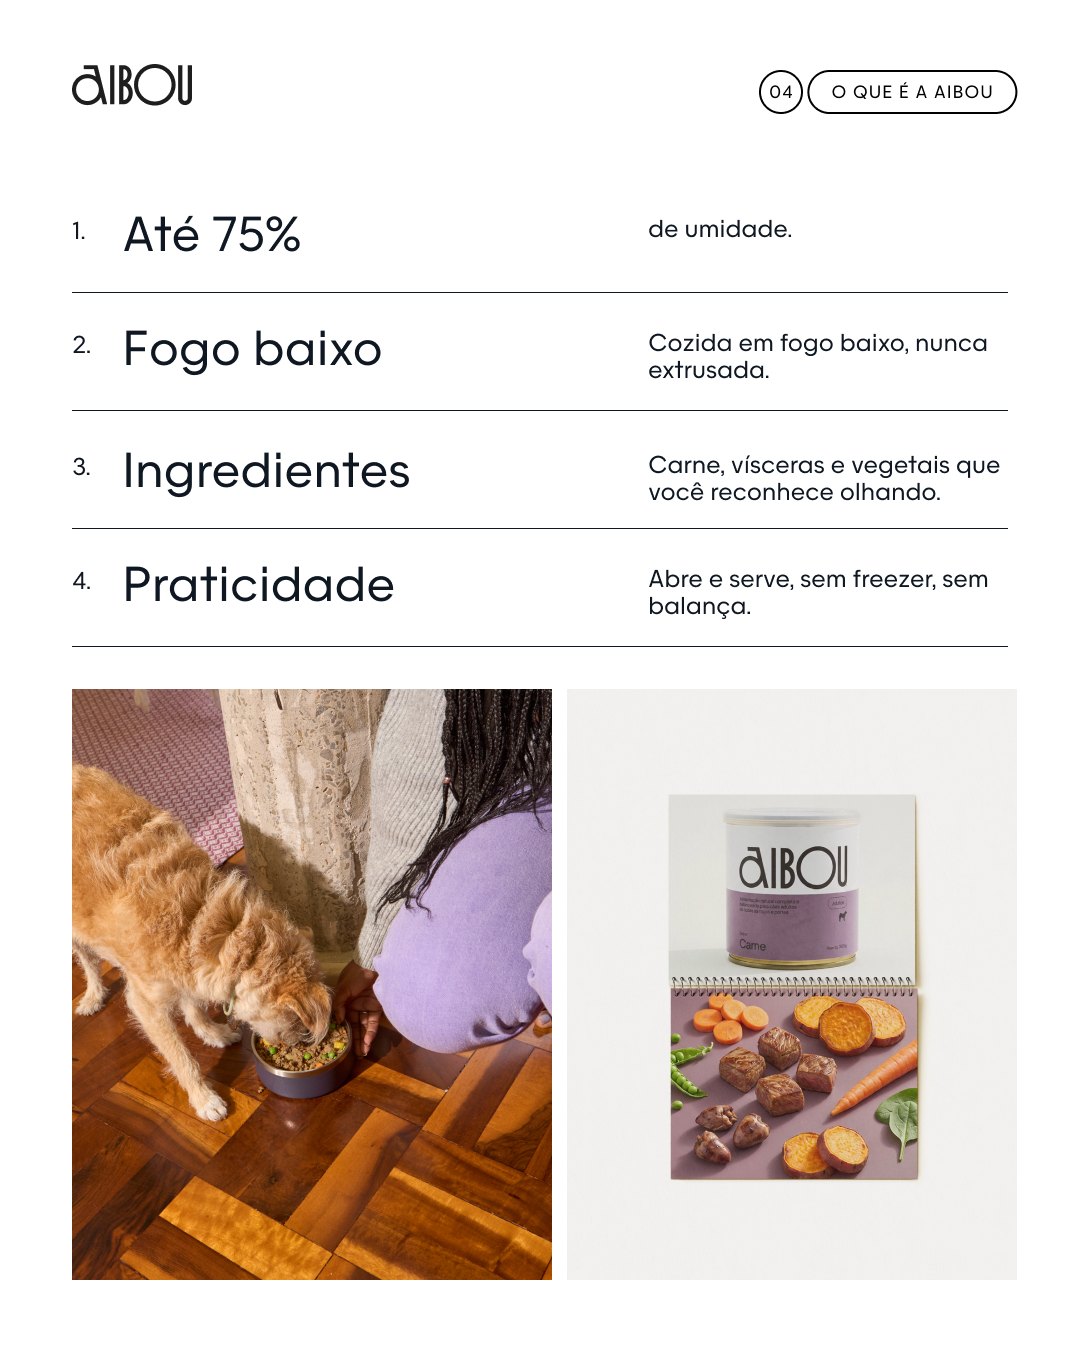 aIBOU
04
O QUE É A AIBOU
1.
Até 75%
de umidade.
2.
Fogo baixo
Cozida em fogo baixo, nunca
extrusada.
3.
Ingredientes
Carne, vísceras e vegetais que
você reconhece olhando.
4.
Praticidade
Abre e serve, sem freezer, sem
balança.
aIBOU
Carne